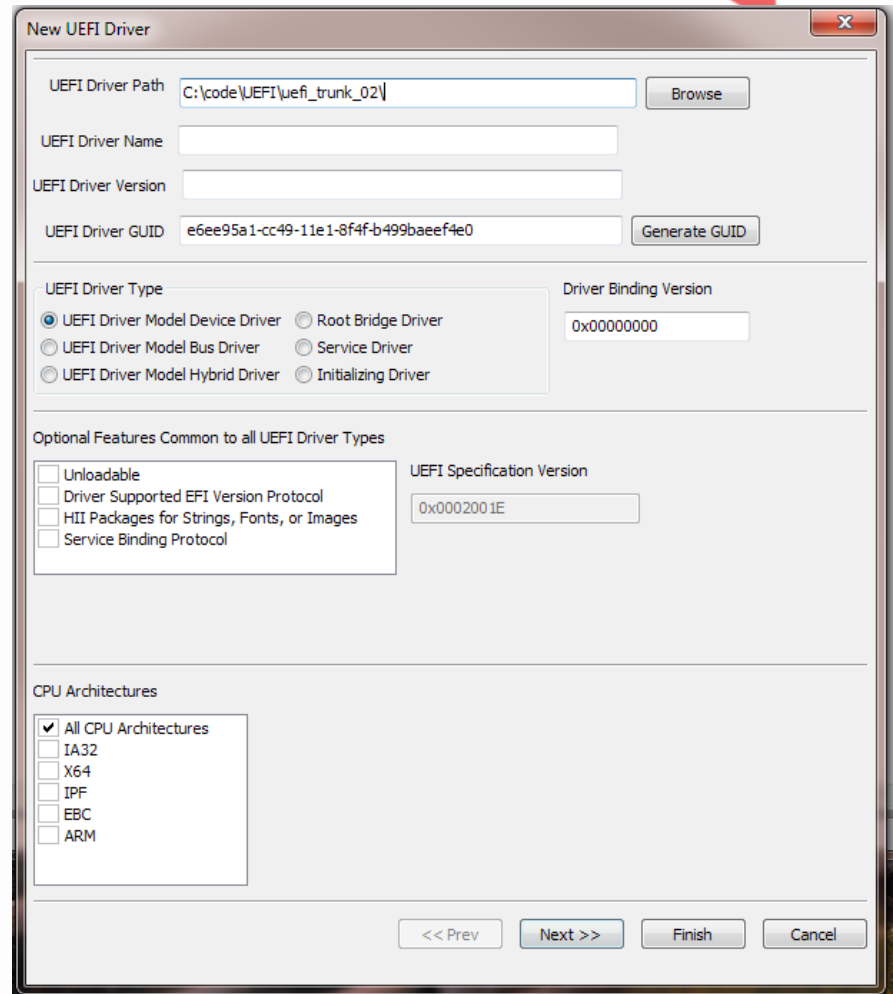 New UEFI Driver
UEFI Driver Path C:\code\UEFI\uefi_trunk_02\ Browse
UEFI Driver Name
UEFI Driver Version
UEFI Driver GUID e6ee95a1-cc49-11e1-8f4f-b499baeef4e0 Generate GUID
UEFI Driver Type Driver Binding Version
UEFI Driver Model Device Driver Root Bridge Driver 0x00000000
UEFI Driver Model Bus Driver Service Driver
UEFI Driver Model Hybrid Driver Initializing Driver
Optional Features Common to all UEFI Driver Types
Unloadable UEFI Specification Version
Driver Supported EFI Version Protocol 0x0002001E
HII Packages for Strings, Fonts, or Images
Service Binding Protocol
CPU Architectures
All CPU Architectures
IA32
X64
IPF
EBC
ARM
<< Prev Next >> Finish Cancel